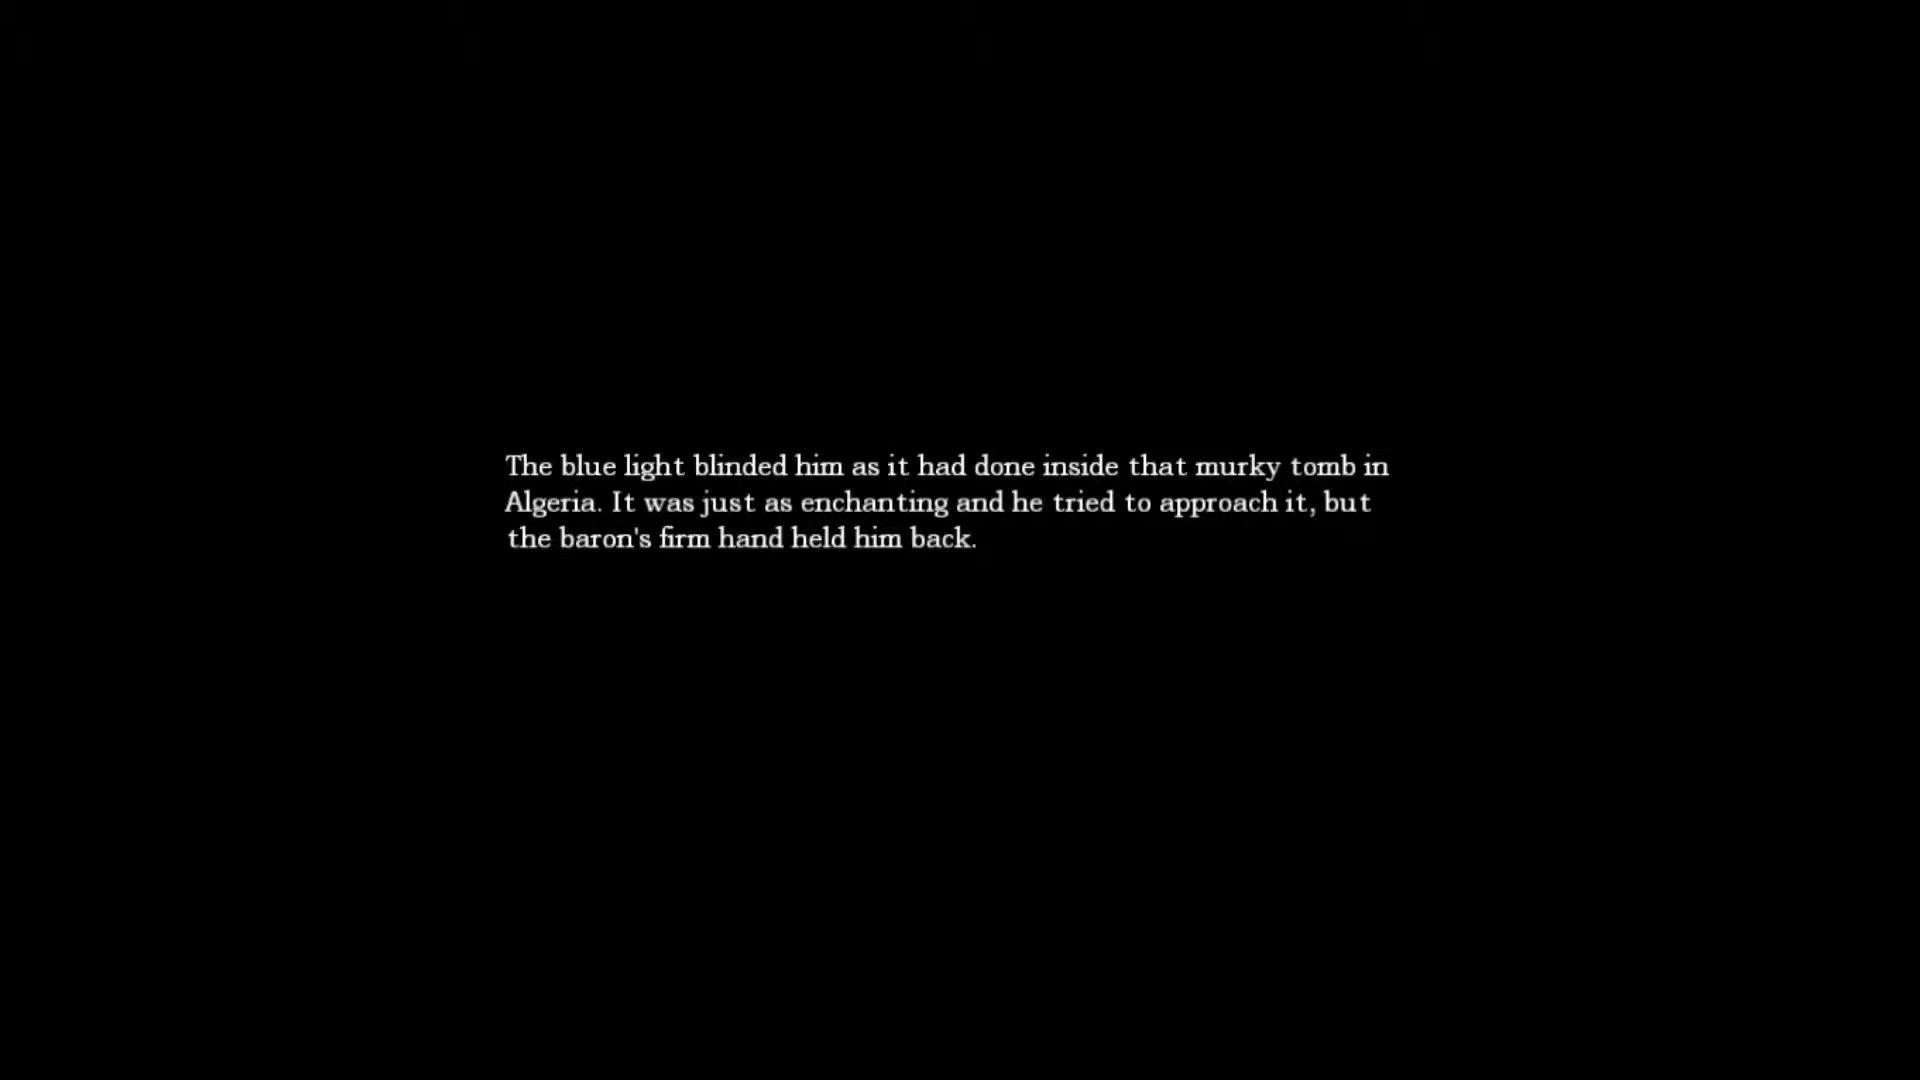 The blue light blinded him as it had done inside that murky tomb in
Algeria. It was just as enchanting and he tried to approach it, but
the baron's firm hand held him back.